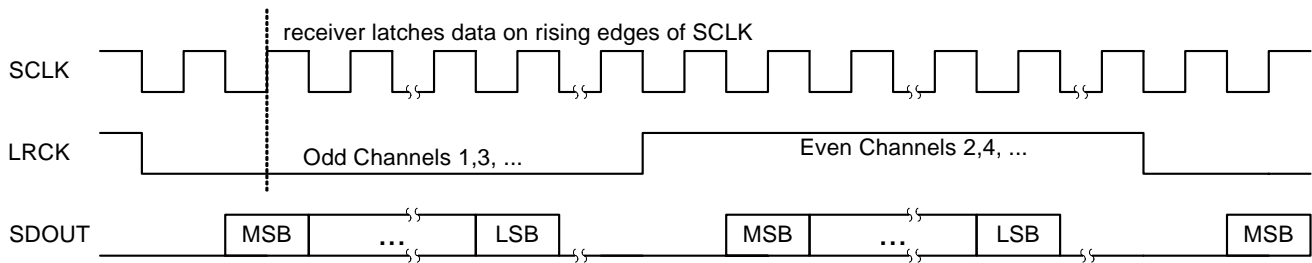 receiver latches data on rising edges of SCLK
SCLK
LRCK
Odd Channels 1,3, ...
Even Channels 2,4, ...
SDOUT
MSB
...
LSB
MSB
...
LSB
MSB